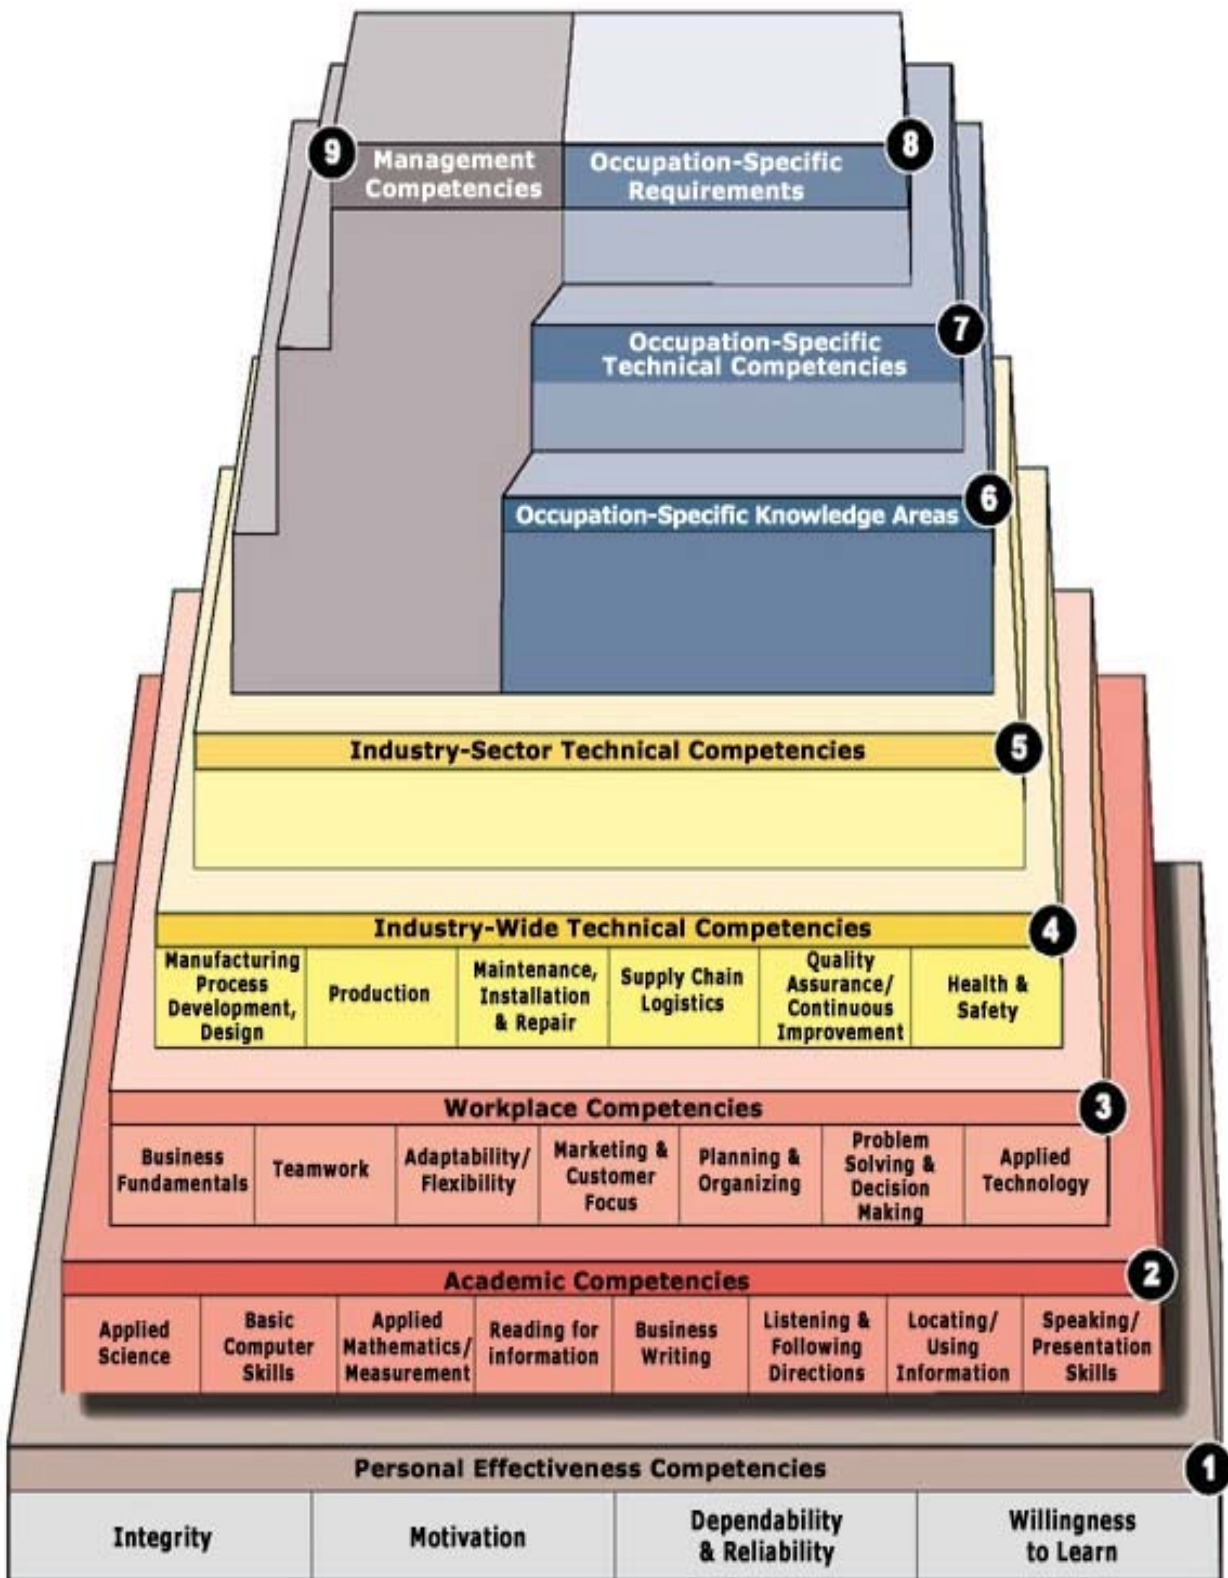 9
Management
Competencies
Occupation-Specific
Requirements
8
Occupation-Specific
Technical Competencies
7
Occupation-Specific Knowledge Areas
6
Industry-Sector Technical Competencies
5
Industry-Wide Technical Competencies
4
Manufacturing
Process
Development,
Design
Production
Maintenance,
Installation
& Repair
Supply Chain
Logistics
Quality
Assurance/
Continuous
Improvement
Health &
Safety
Workplace Competencies
3
Business
Fundamentals
Teamwork
Adaptability/
Flexibility
Marketing &
Customer
Focus
Planning &
Organizing
Problem
Solving &
Decision
Making
Applied
Technology
Academic Competencies
2
Applied
Science
Basic
Computer
Skills
Applied
Mathematics/
Measurement
Reading for
information
Business
Writing
Listening &
Following
Directions
Locating/
Using
Information
Speaking/
Presentation
Skills
Personal Effectiveness Competencies
1
Integrity
Motivation
Dependability
& Reliability
Willingness
to Learn